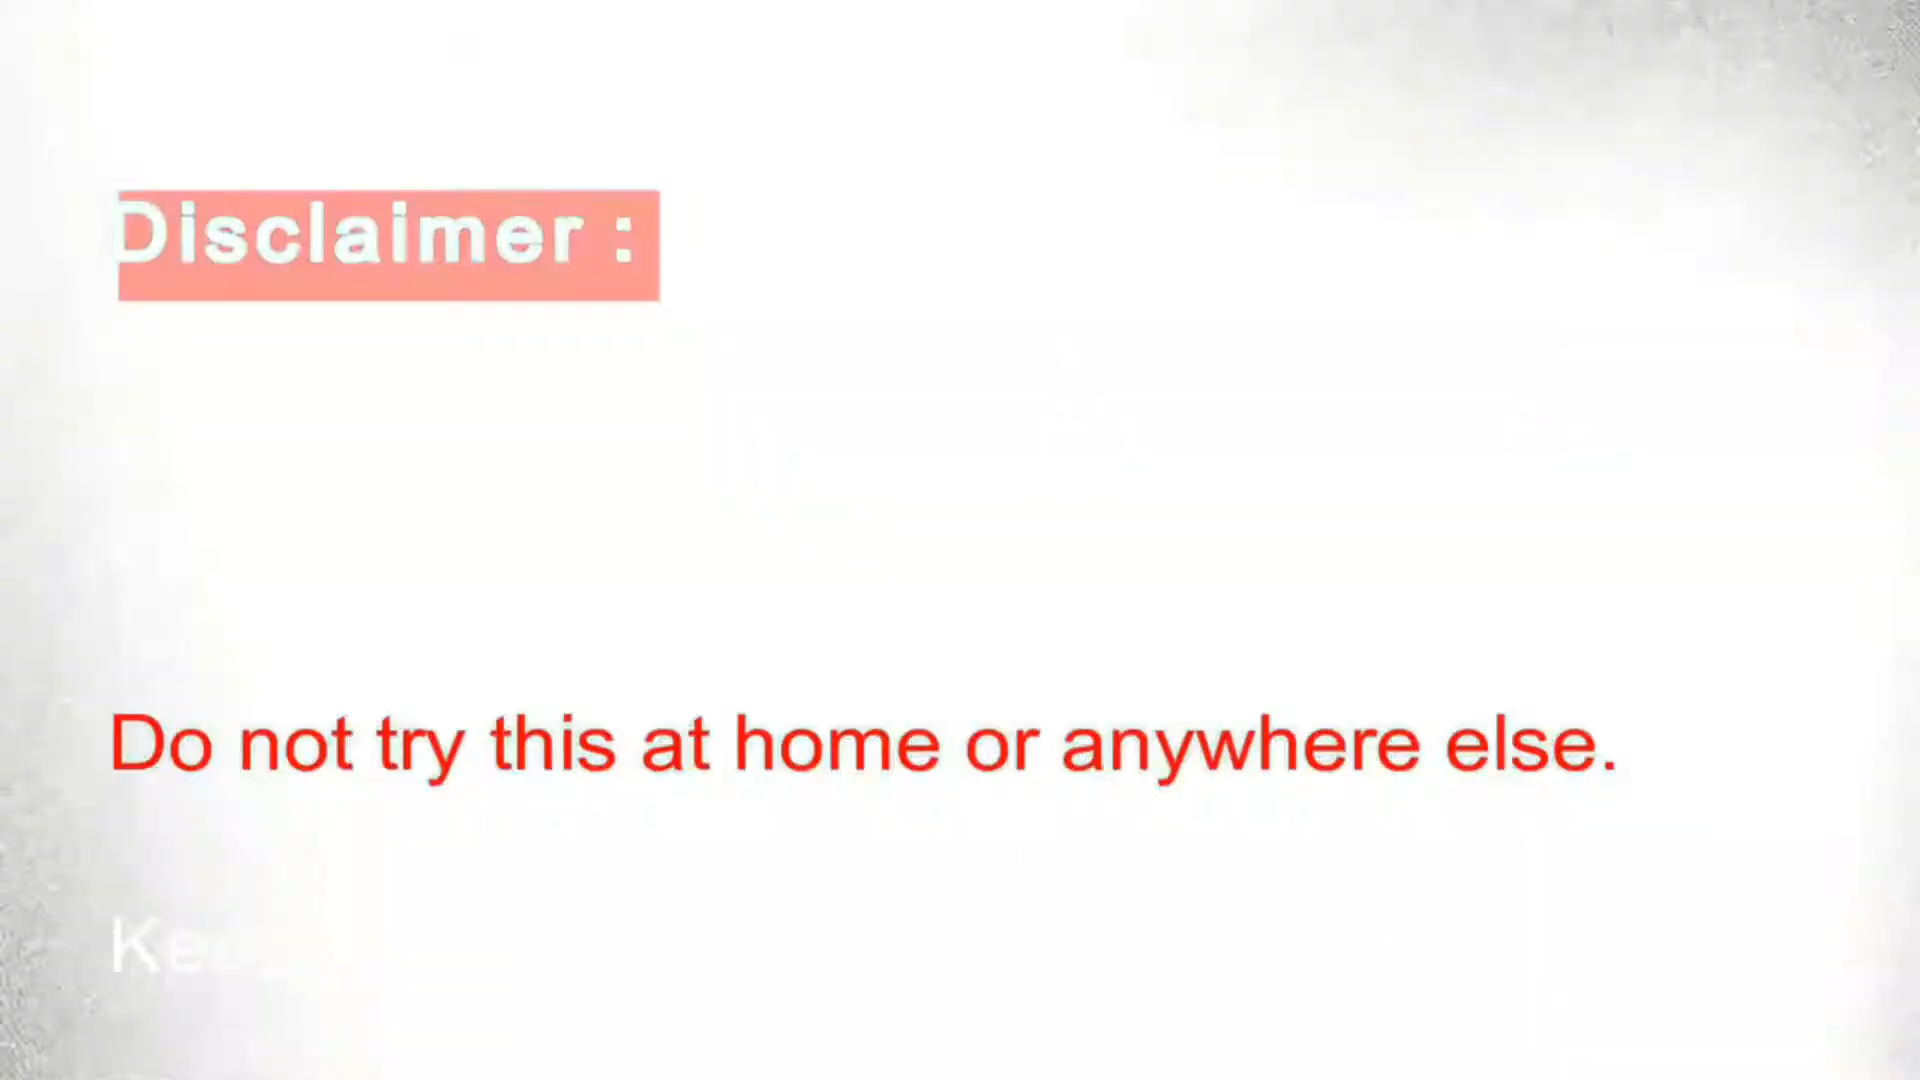 Disclaimer :
Do not try this at home or anywhere else.